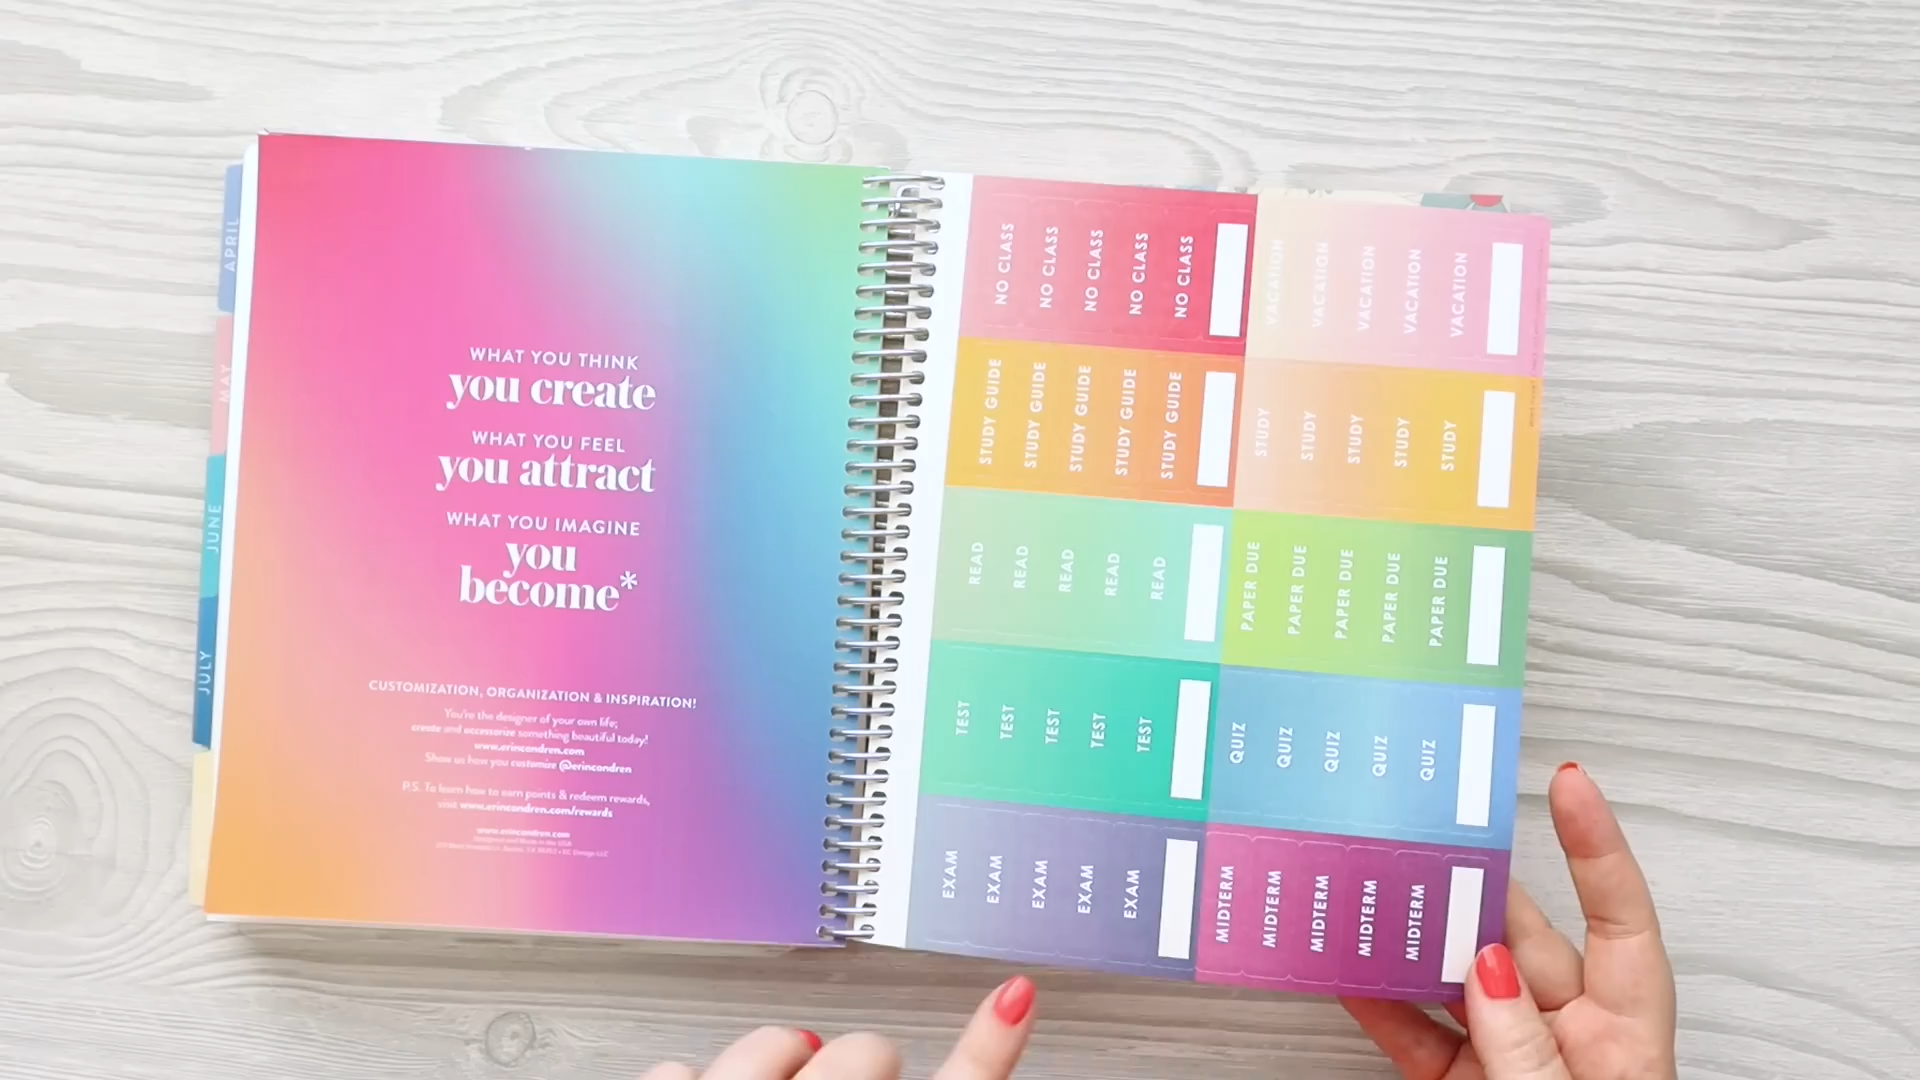 APRIL
MAY
JUNE
JULY
WHAT YOU THINK
you create
WHAT YOU FEEL
you attract
WHAT YOU IMAGINE
you
become*
CUSTOMIZATION, ORGANIZATION & INSPIRATION!
You're the designer of your own life;
create and accessorize something beautiful today!
www.erincondren.com
Show us how you customize @erincondren
P.S. To learn how to earn points & redeem rewards,
visit www.erincondren.com/rewards
www.erincondren.com
Designed and Made in the USA
NO CLASS
NO CLASS
NO CLASS
NO CLASS
NO CLASS
VACATION
VACATION
VACATION
VACATION
VACATION
STUDY GUIDE
STUDY GUIDE
STUDY GUIDE
STUDY GUIDE
STUDY GUIDE
STUDY
STUDY
STUDY
STUDY
STUDY
READ
READ
READ
READ
READ
PAPER DUE
PAPER DUE
PAPER DUE
PAPER DUE
PAPER DUE
TEST
TEST
TEST
TEST
TEST
QUIZ
QUIZ
QUIZ
QUIZ
QUIZ
EXAM
EXAM
EXAM
EXAM
EXAM
MIDTERM
MIDTERM
MIDTERM
MIDTERM
MIDTERM